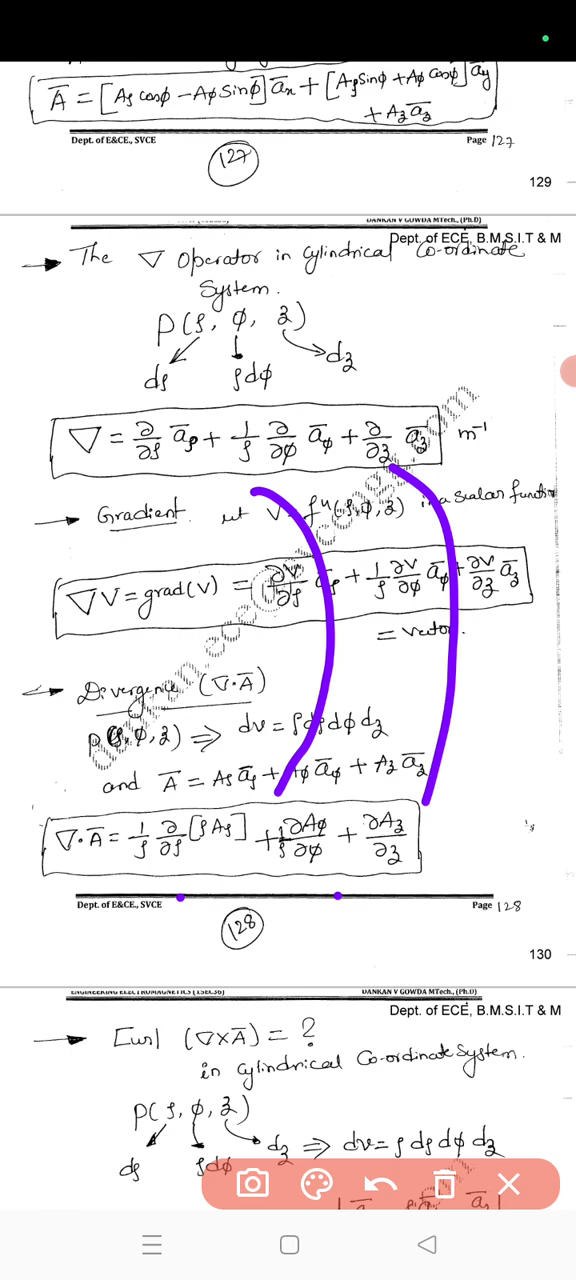 Ā = [Aρ cosφ − Aφ Sinφ] āx + [Aρ Sinφ + Aφ Cosφ] āy
+ Az āz
Dept. of E&CE., SVCE
Page 127
127
129
DANKAN V GOWDA MTech., (Ph.D)
Dept. of ECE, B.M.S.I.T & M
→ The ∇ Operator in Cylindrical Co-ordinate
System.
P(ρ, φ, z)
dρ ρdφ dz
∇ = ∂/∂ρ āρ + 1/ρ ∂/∂φ āφ + ∂/∂z āz m⁻¹
→ Gradient. Let V = fⁿ(ρ, φ, z) is a scalar function
∇V = grad(V) = ∂V/∂ρ āρ + 1/ρ ∂V/∂φ āφ + ∂V/∂z āz
= Vector.
→ Divergence (∇·Ā)
P(ρ, φ, z) ⇒ dv = ρ dρ dφ dz
and Ā = Aρ āρ + Aφ āφ + Az āz
∇·Ā = 1/ρ ∂/∂ρ [ρAρ] + 1/ρ ∂Aφ/∂φ + ∂Az/∂z
Dept. of E&CE., SVCE
Page 128
128
130
ENGINEERING ELECTROMAGNETICS (15EC36)
DANKAN V GOWDA MTech., (Ph.D)
Dept. of ECE, B.M.S.I.T & M
→ Curl (∇×Ā) = ?
in cylindrical Co-ordinate System.
P(ρ, φ, z)
dρ ρdφ dz ⇒ dv = ρ dρ dφ dz